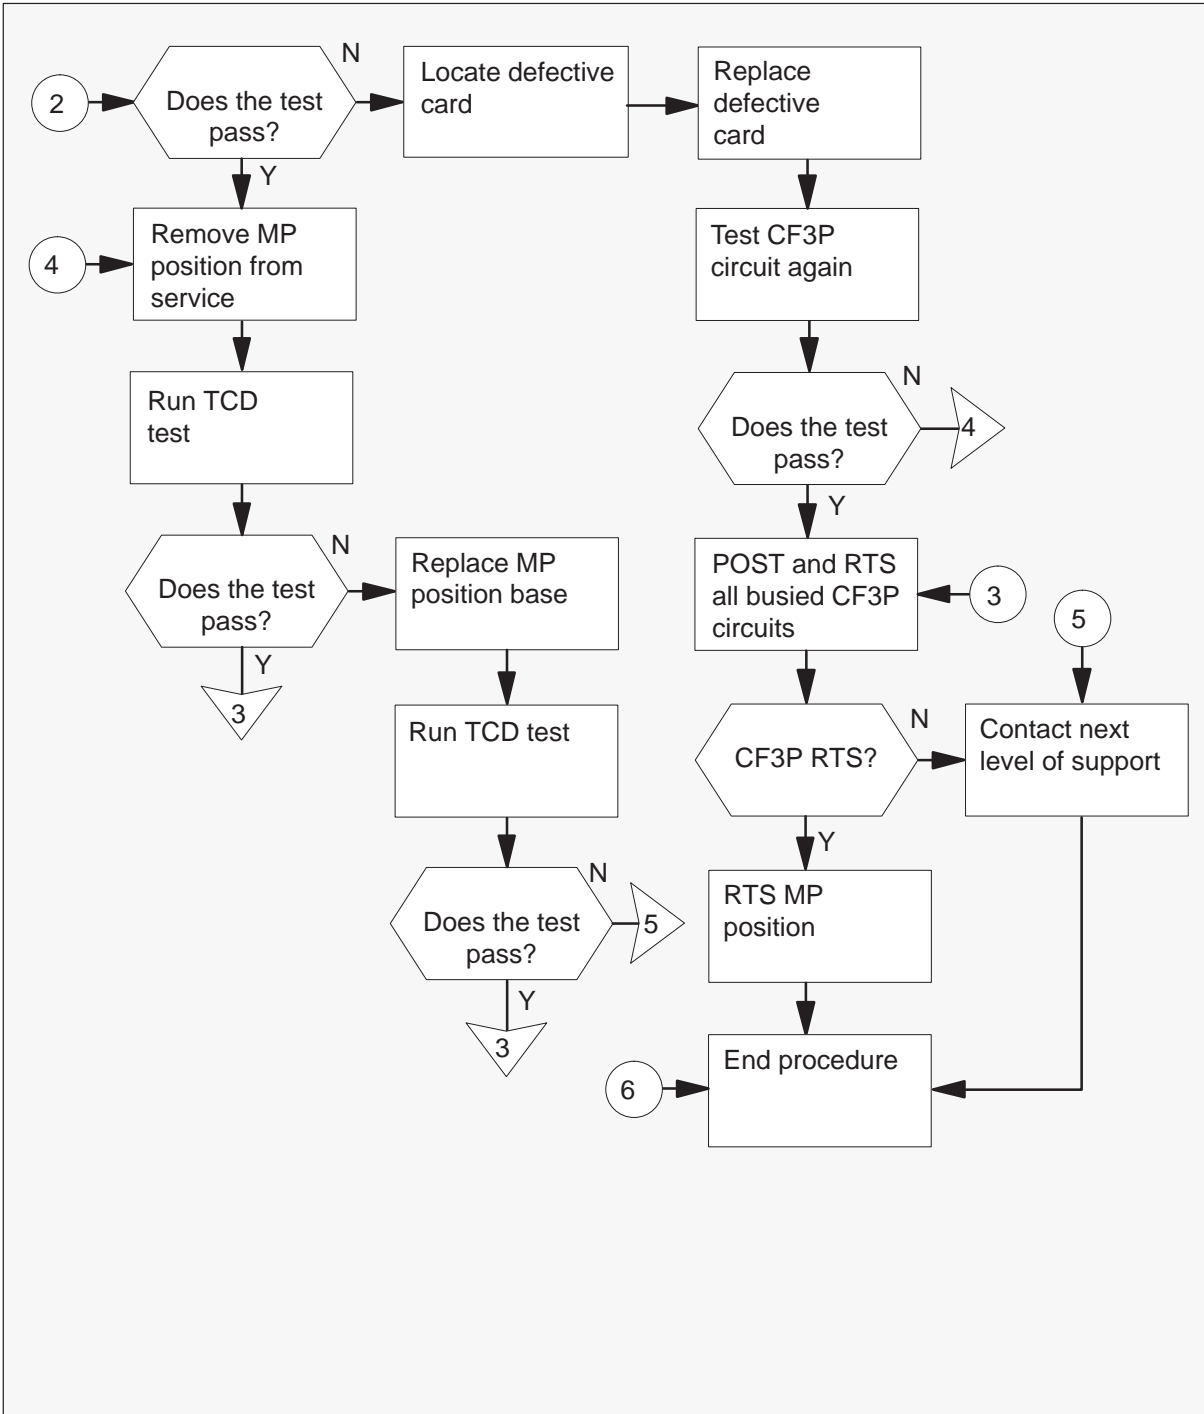 2
Does the test
pass?
N
Y
Locate defective
card
Replace
defective
card
4
Remove MP
position from
service
Test CF3P
circuit again
Run TCD
test
Does the test
pass?
N
4
Y
Does the test
pass?
N
Y
3
Replace MP
position base
POST and RTS
all busied CF3P
circuits
3
5
Run TCD test
CF3P RTS?
N
Y
Contact next
level of support
Does the test
pass?
N
5
Y
3
RTS MP
position
6
End procedure